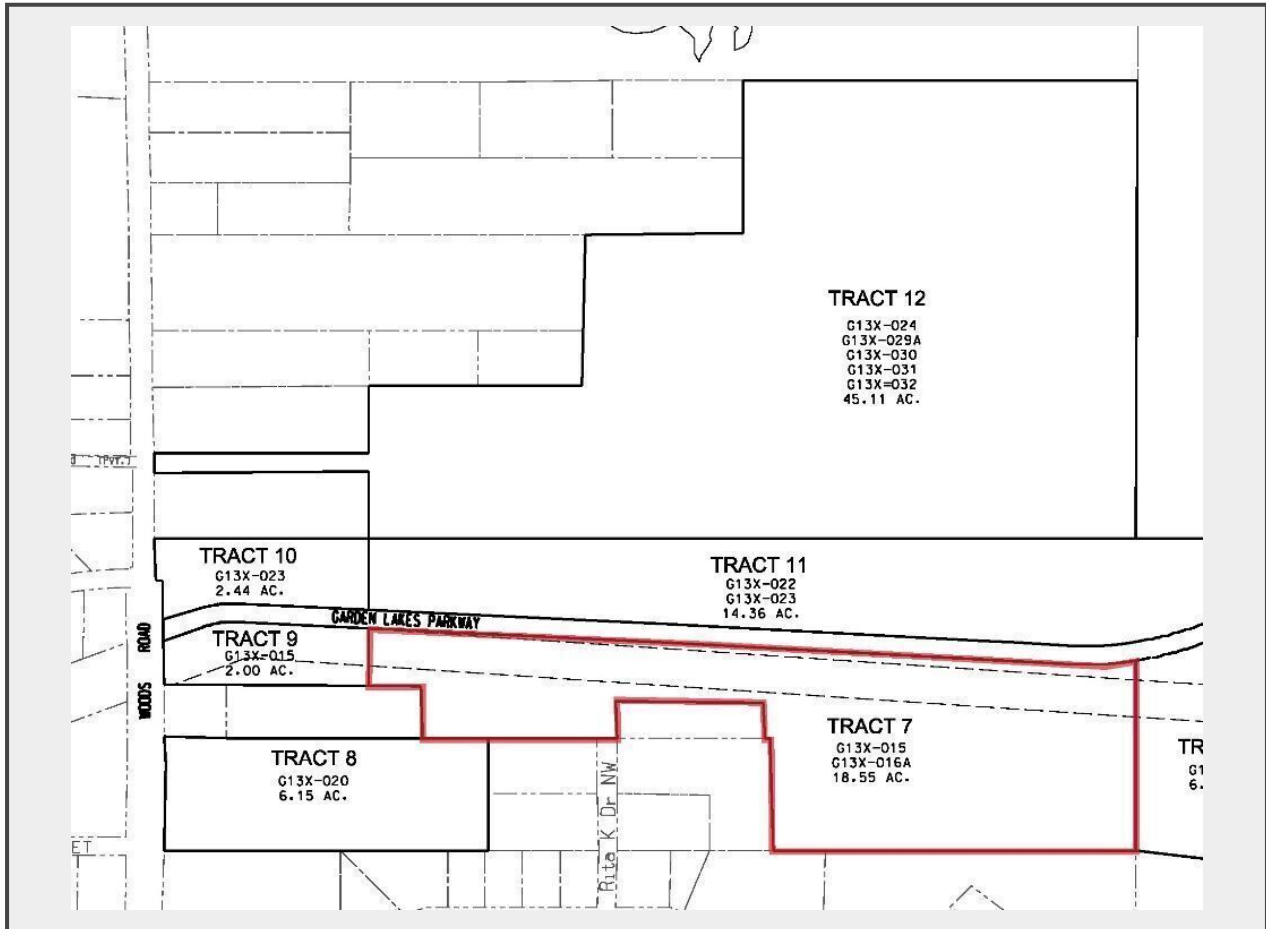 TRACT 12
G13X-024
G13X-029A
G13X-030
G13X-031
G13X=032
45.11 AC.
(Pvt.)
TRACT 10
G13X-023
2.44 AC.
TRACT 11
G13X-022
G13X-023
14.36 AC.
GARDEN LAKES PARKWAY
TRACT 9
G13X-015
2.00 AC.
WOODS ROAD
TRACT 7
G13X-015
G13X-016A
18.55 AC.
TRACT 8
G13X-020
6.15 AC.
TR
G1
6.
Rita K Dr NW
ET